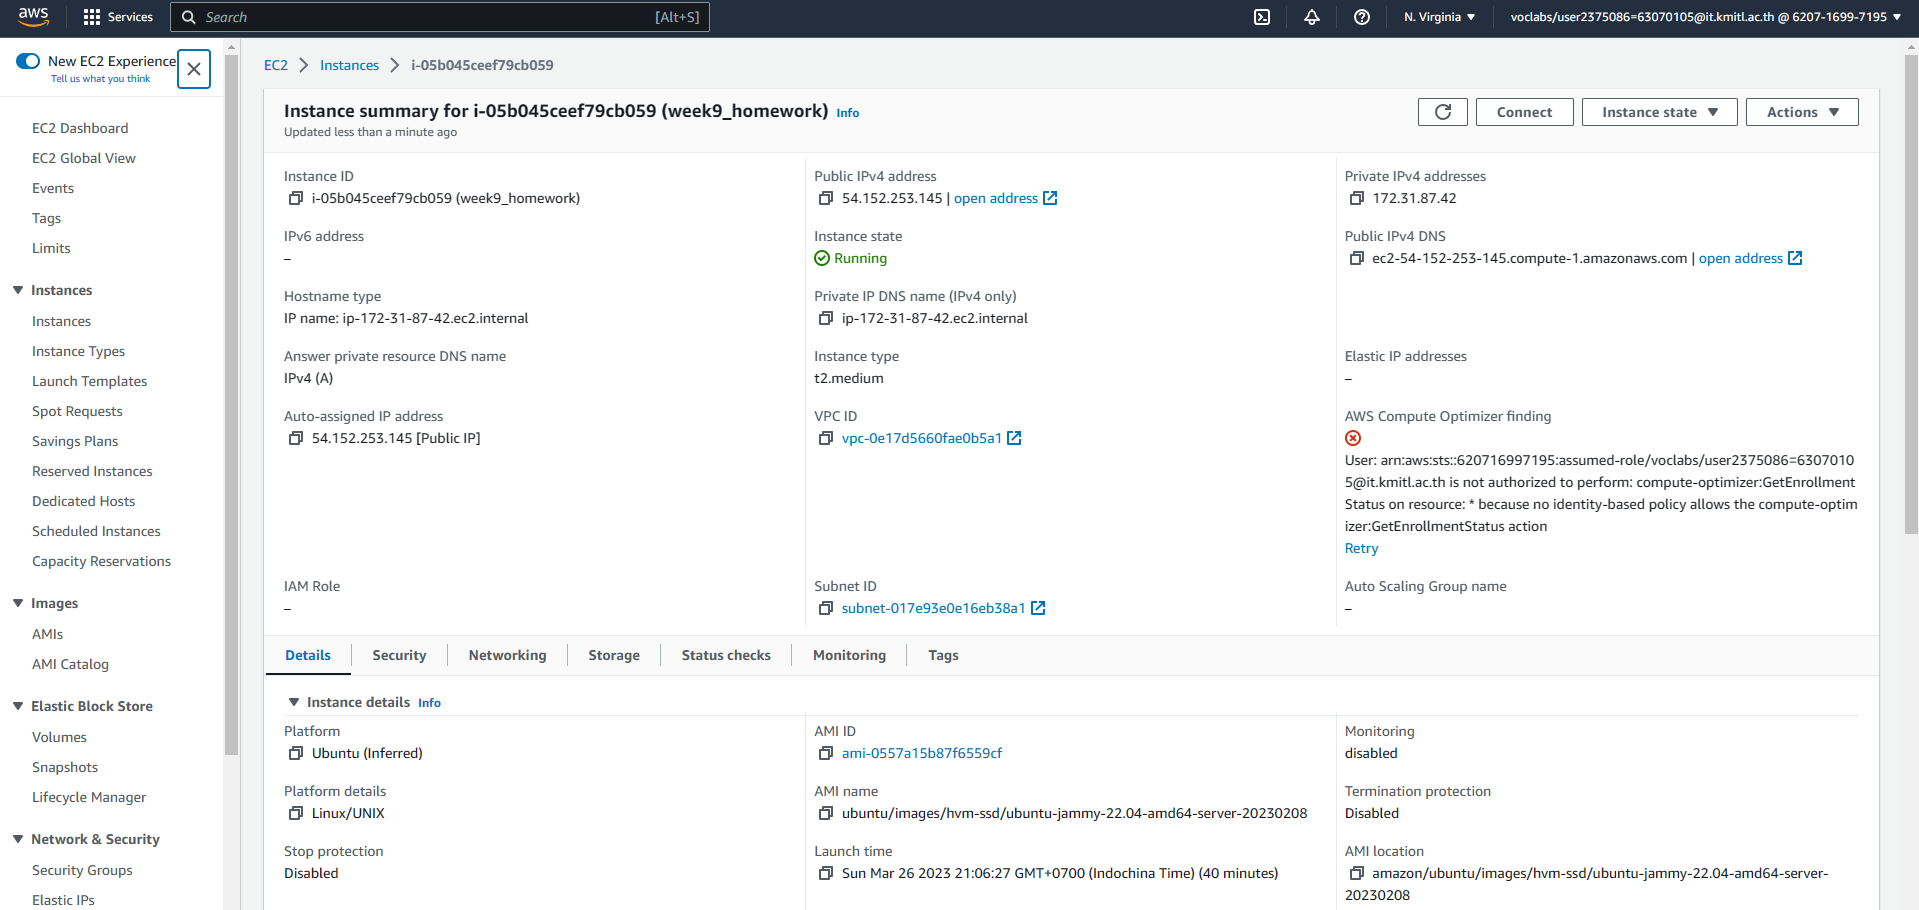 aws
Services
Search
[Alt+S]
N. Virginia
voclabs/user2375086=63070105@it.kmitl.ac.th @ 6207-1699-7195
New EC2 Experience
Tell us what you think
EC2 Dashboard
EC2 Global View
Events
Tags
Limits
Instances
Instances
Instance Types
Launch Templates
Spot Requests
Savings Plans
Reserved Instances
Dedicated Hosts
Scheduled Instances
Capacity Reservations
Images
AMIs
AMI Catalog
Elastic Block Store
Volumes
Snapshots
Lifecycle Manager
Network & Security
Security Groups
Elastic IPs
EC2
Instances
i-05b045ceef79cb059
Instance summary for i-05b045ceef79cb059 (week9_homework) Info
Updated less than a minute ago
Connect
Instance state
Actions
Instance ID
i-05b045ceef79cb059 (week9_homework)
Public IPv4 address
54.152.253.145 | open address
Private IPv4 addresses
172.31.87.42
IPv6 address
–
Instance state
Running
Public IPv4 DNS
ec2-54-152-253-145.compute-1.amazonaws.com | open address
Hostname type
IP name: ip-172-31-87-42.ec2.internal
Private IP DNS name (IPv4 only)
ip-172-31-87-42.ec2.internal
Answer private resource DNS name
IPv4 (A)
Instance type
t2.medium
Elastic IP addresses
–
Auto-assigned IP address
54.152.253.145 [Public IP]
VPC ID
vpc-0e17d5660fae0b5a1
AWS Compute Optimizer finding
User: arn:aws:sts::620716997195:assumed-role/voclabs/user2375086=6307010
5@it.kmitl.ac.th is not authorized to perform: compute-optimizer:GetEnrollment
Status on resource: * because no identity-based policy allows the compute-optim
izer:GetEnrollmentStatus action
Retry
IAM Role
–
Subnet ID
subnet-017e93e0e16eb38a1
Auto Scaling Group name
–
Details
Security
Networking
Storage
Status checks
Monitoring
Tags
Instance details Info
Platform
Ubuntu (Inferred)
AMI ID
ami-0557a15b87f6559cf
Monitoring
disabled
Platform details
Linux/UNIX
AMI name
ubuntu/images/hvm-ssd/ubuntu-jammy-22.04-amd64-server-20230208
Termination protection
Disabled
Stop protection
Disabled
Launch time
Sun Mar 26 2023 21:06:27 GMT+0700 (Indochina Time) (40 minutes)
AMI location
amazon/ubuntu/images/hvm-ssd/ubuntu-jammy-22.04-amd64-server-
20230208